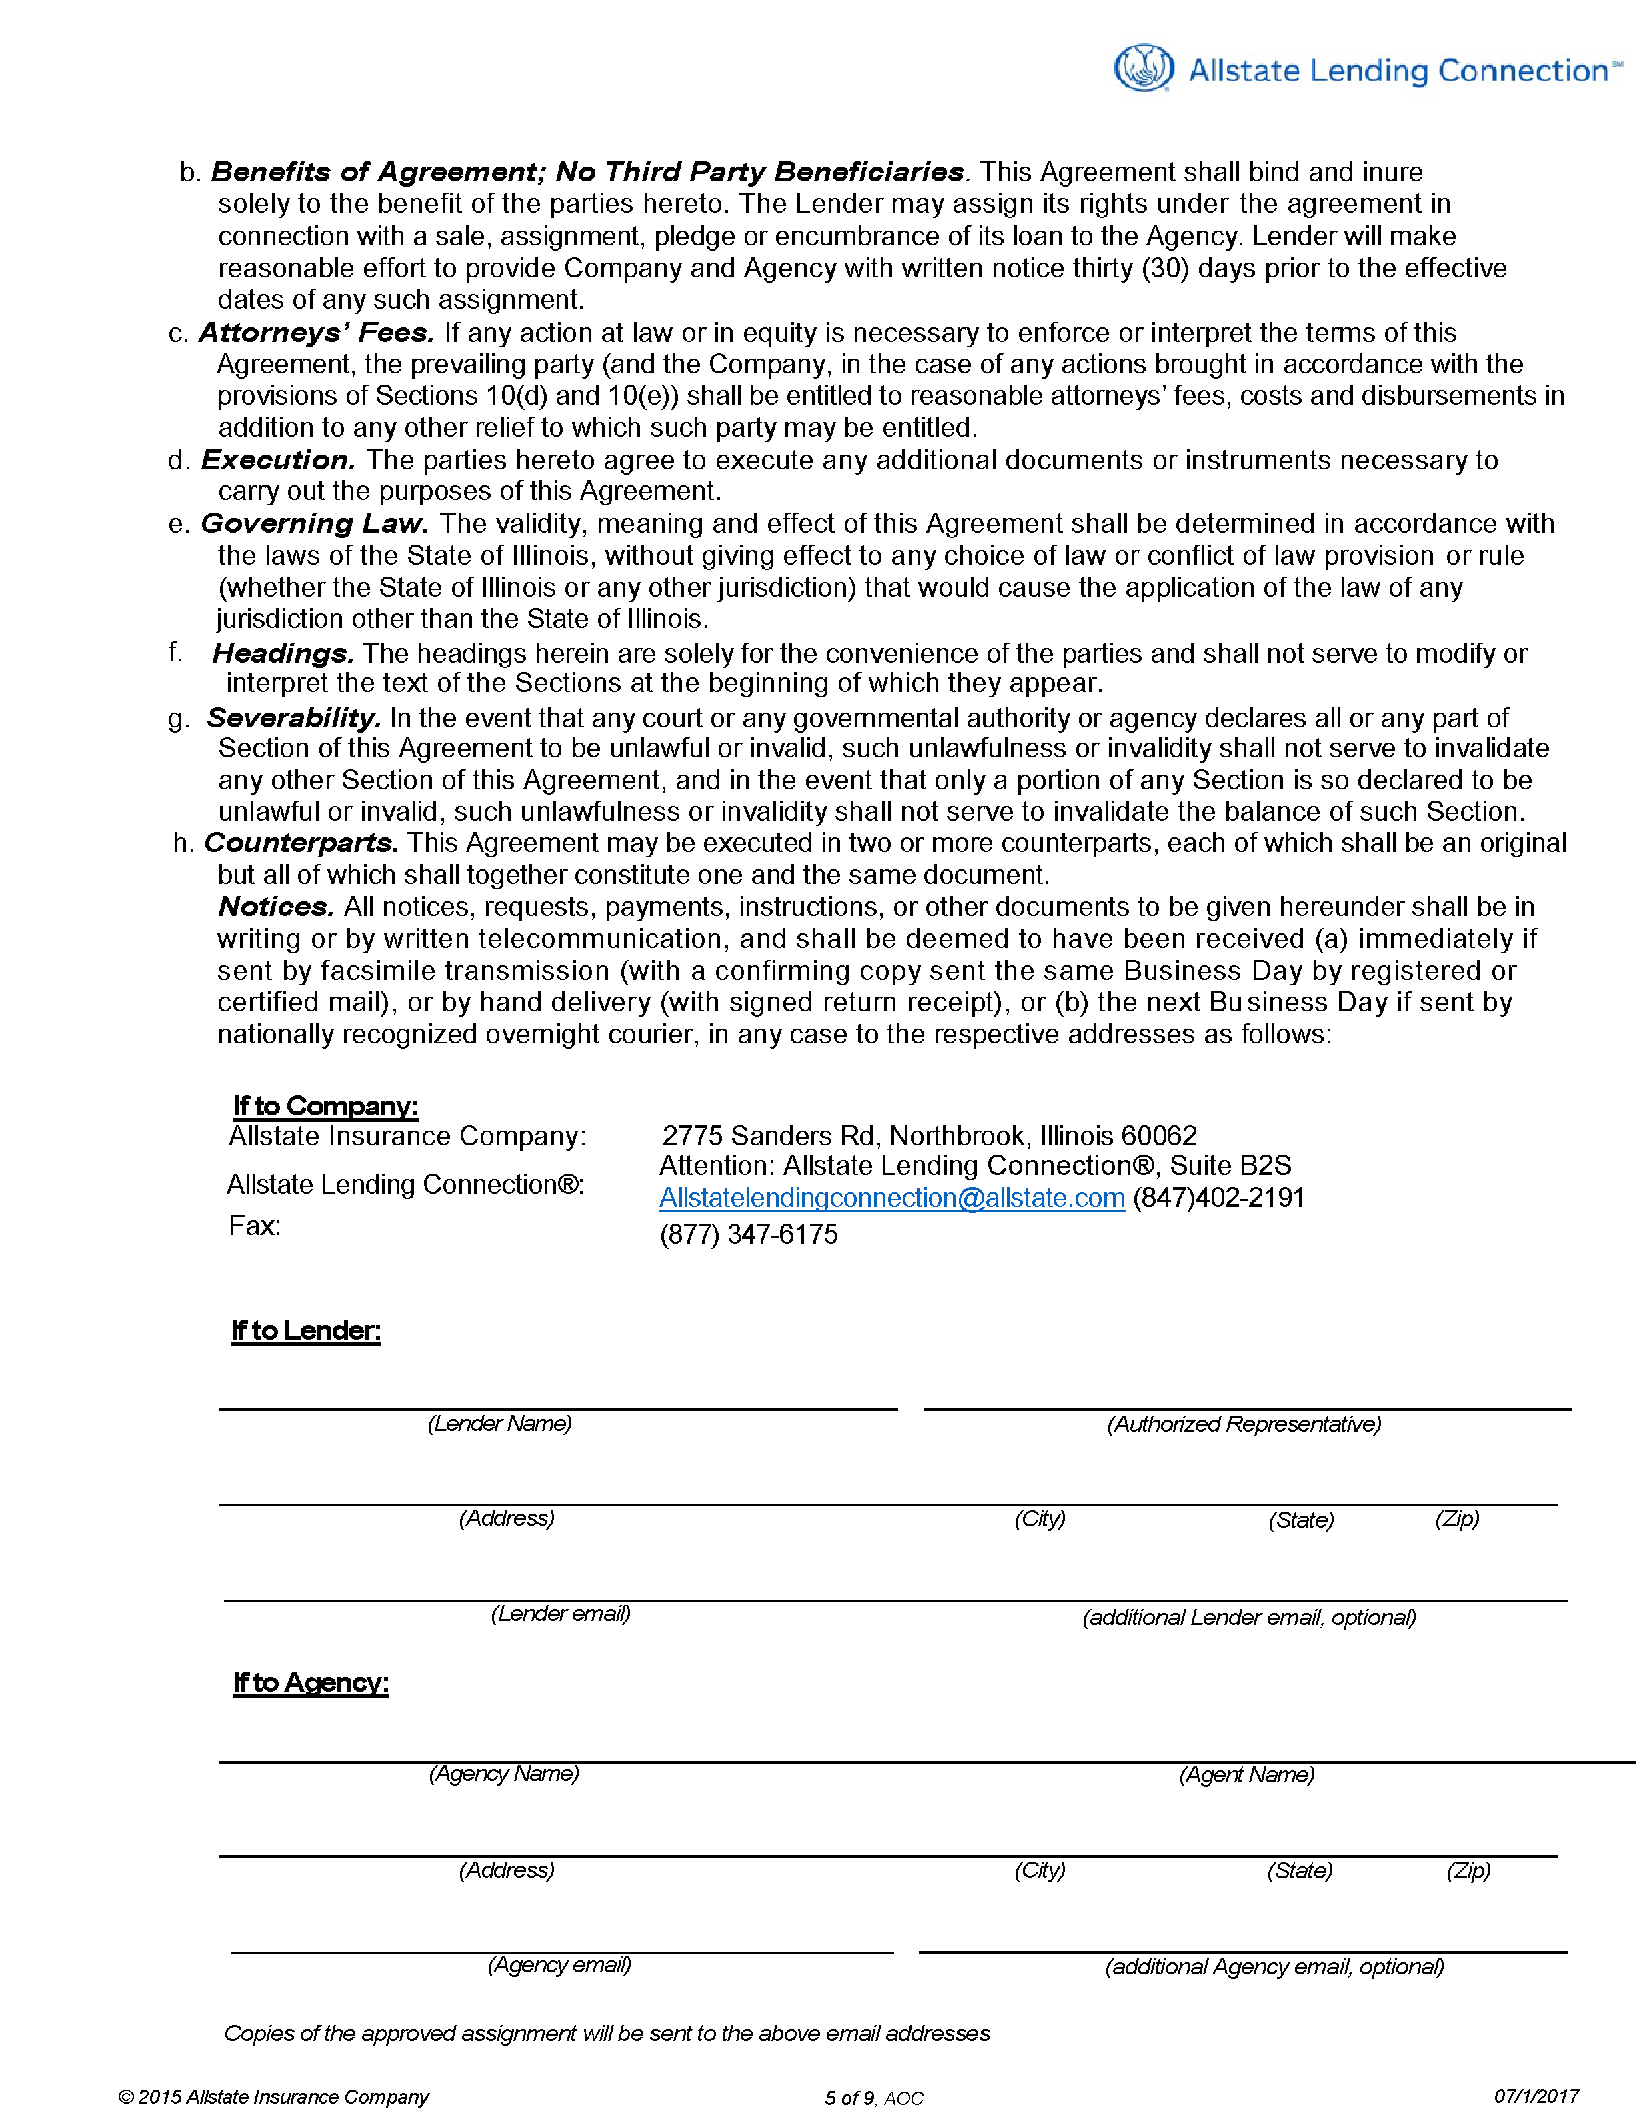 Allstate Lending Connection℠
b. Benefits of Agreement; No Third Party Beneficiaries. This Agreement shall bind and inure
solely to the benefit of the parties hereto. The Lender may assign its rights under the agreement in
connection with a sale, assignment, pledge or encumbrance of its loan to the Agency. Lender will make
reasonable effort to provide Company and Agency with written notice thirty (30) days prior to the effective
dates of any such assignment.
c. Attorneys’ Fees. If any action at law or in equity is necessary to enforce or interpret the terms of this
Agreement, the prevailing party (and the Company, in the case of any actions brought in accordance with the
provisions of Sections 10(d) and 10(e)) shall be entitled to reasonable attorneys’ fees, costs and disbursements in
addition to any other relief to which such party may be entitled.
d. Execution. The parties hereto agree to execute any additional documents or instruments necessary to
carry out the purposes of this Agreement.
e. Governing Law. The validity, meaning and effect of this Agreement shall be determined in accordance with
the laws of the State of Illinois, without giving effect to any choice of law or conflict of law provision or rule
(whether the State of Illinois or any other jurisdiction) that would cause the application of the law of any
jurisdiction other than the State of Illinois.
f. Headings. The headings herein are solely for the convenience of the parties and shall not serve to modify or
interpret the text of the Sections at the beginning of which they appear.
g. Severability. In the event that any court or any governmental authority or agency declares all or any part of
Section of this Agreement to be unlawful or invalid, such unlawfulness or invalidity shall not serve to invalidate
any other Section of this Agreement, and in the event that only a portion of any Section is so declared to be
unlawful or invalid, such unlawfulness or invalidity shall not serve to invalidate the balance of such Section.
h. Counterparts. This Agreement may be executed in two or more counterparts, each of which shall be an original
but all of which shall together constitute one and the same document.
Notices. All notices, requests, payments, instructions, or other documents to be given hereunder shall be in
writing or by written telecommunication, and shall be deemed to have been received (a) immediately if
sent by facsimile transmission (with a confirming copy sent the same Business Day by registered or
certified mail), or by hand delivery (with signed return receipt), or (b) the next Business Day if sent by
nationally recognized overnight courier, in any case to the respective addresses as follows:
If to Company:
Allstate Insurance Company: 2775 Sanders Rd, Northbrook, Illinois 60062
Attention: Allstate Lending Connection®, Suite B2S
Allstate Lending Connection®: Allstatelendingconnection@allstate.com (847)402-2191
Fax: (877) 347-6175
If to Lender:
(Lender Name) (Authorized Representative)
(Address) (City) (State) (Zip)
(Lender email) (additional Lender email, optional)
If to Agency:
(Agency Name) (Agent Name)
(Address) (City) (State) (Zip)
(Agency email) (additional Agency email, optional)
Copies of the approved assignment will be sent to the above email addresses
© 2015 Allstate Insurance Company 5 of 9, AOC 07/1/2017